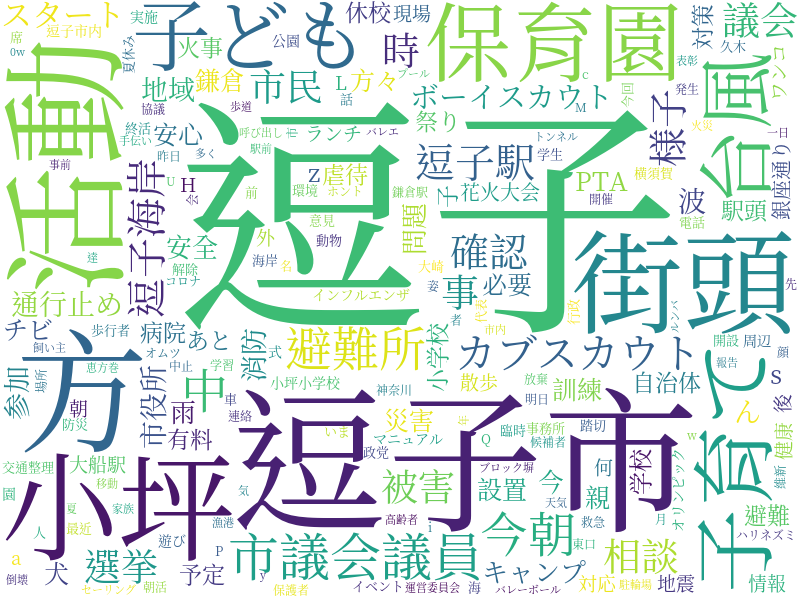 スタート
逗子市内
実施
公園
休校
現場
対策
議会
席
0w
夏休み
火事
子ども
時
保育園
久木
表彰
ワンコ
プール
鎌倉
方々
地域
市民
L
ボーイスカウト
c
今回
発生
台風
終活
協議
手伝い
歩道
話
安心
呼び出し
市
バレエ
ランチ
祭り
M
トンネル
火災
一日
様子
活動
事前
昨日
多く
駅前
Z
虐待
逗子駅
学生
横須賀
銀座通り
H
会
前
環境
ホント
鎌倉駅
子
花火大会
PTA
開催
波
駅頭
電話
逗子海岸
安全
外
意見
問題
U
達
解除
コロナ
海岸
動物
名
大崎
逗子
確認
街頭
インフルエンザ
姿
代表
者
事
必要
行政
先
通行止め
チビ
歩行者
病院
あと
消防
避難所
市内
カブスカウト
ルンバ
開設
周辺
顔
飼い主
オムツ
式
小学校
報告
方
参加
場所
恵方巻
学習
中止
小坪小学校
散歩
訓練
自治体
S
後
朝
防災
市役所
中
車
連絡
神奈川
放棄
明日
子育て
雨
災害
いま
年
臨時
事務所
踏切
ん
健康
交通整理
大船駅
有料
マニュアル
Q
候補者
w
オリンピック
維新
逗子市
政党
ブロック塀
何
学校
園
移動
夏
家族
気
被害
設置
今
親
天気
月
避難
人
最近
遊び
漁港
高齢者
i
救急
ハリネズミ
小坪
a
選挙
P
市議会議員
今朝
東口
相談
犬
予定
キャンプ
対応
地震
情報
倒壊
セーリング
朝活
y
保護者
イベント
運営委員会
海
バレーボール
駐輪場